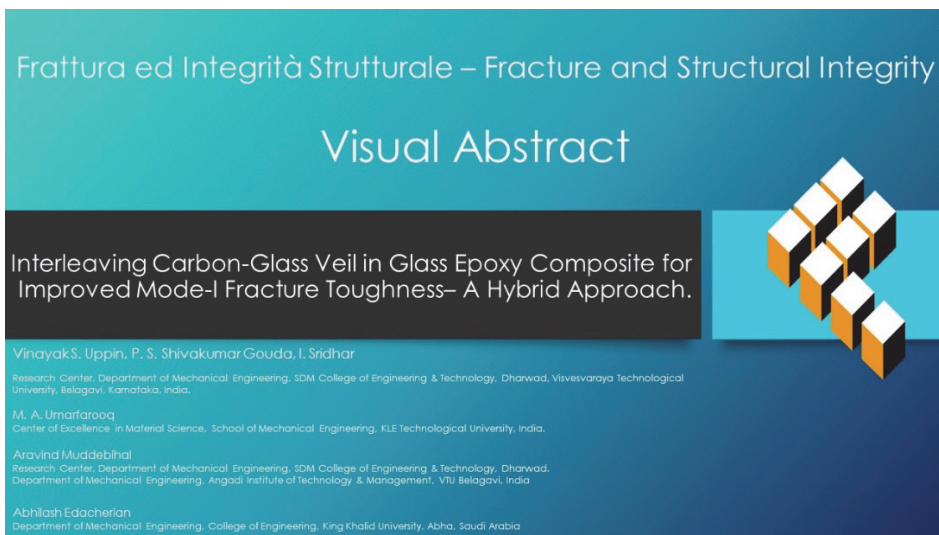 Frattura ed Integrità Strutturale – Fracture and Structural Integrity
Visual Abstract
Interleaving Carbon-Glass Veil in Glass Epoxy Composite for
Improved Mode-I Fracture Toughness– A Hybrid Approach.
Vinayak S. Uppin, P. S. Shivakumar Gouda, I. Sridhar
Research Center, Department of Mechanical Engineering, SDM College of Engineering & Technology, Dharwad, Visvesvaraya Technological
University, Belagavi, Karnataka, India.
M. A. Umarfarooq
Center of Excellence in Material Science, School of Mechanical Engineering, KLE Technological University, India.
Aravind Muddebihal
Research Center, Department of Mechanical Engineering, SDM College of Engineering & Technology, Dharwad.
Department of Mechanical Engineering, Angadi Institute of Technology & Management, VTU Belagavi, India
Abhilash Edacherian
Department of Mechanical Engineering, College of Engineering, King Khalid University, Abha, Saudi Arabia